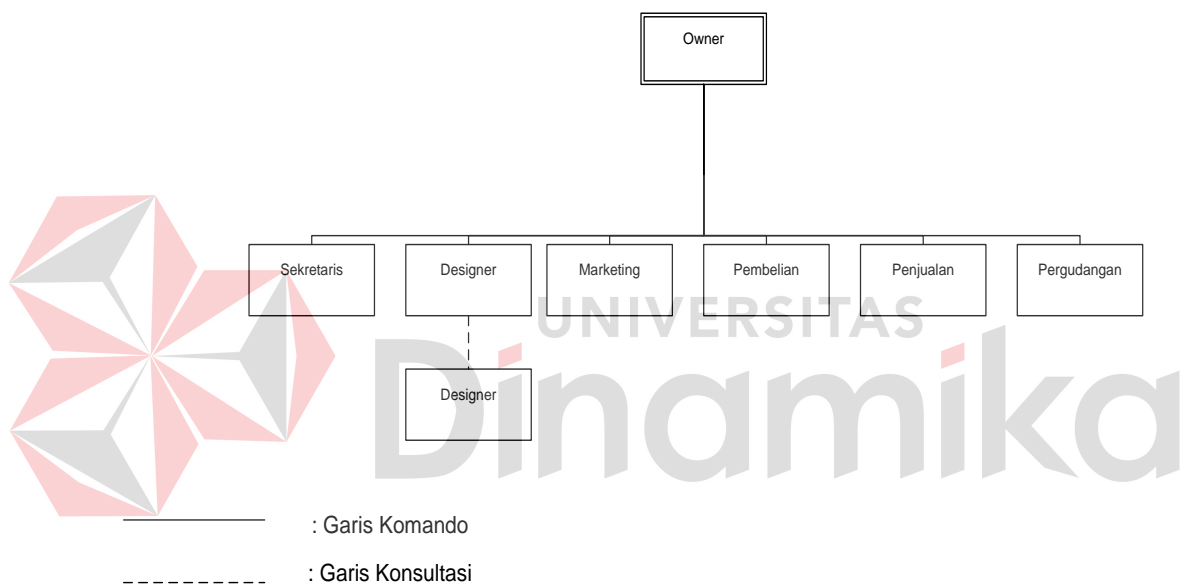 Owner
Sekretaris
Designer
Marketing
Pembelian
Penjualan
Pergudangan
UNIVERSITAS
Dinamika
Designer
: Garis Komando
: Garis Konsultasi